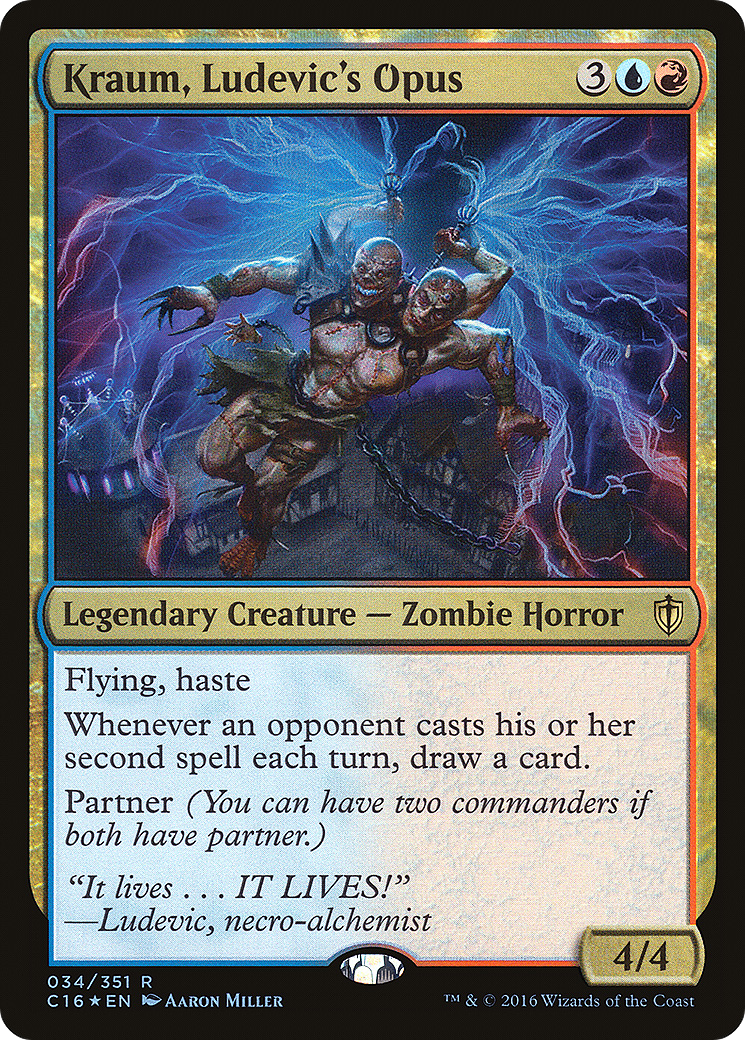 Kraum, Ludevic's Opus 3
Legendary Creature — Zombie Horror
Flying, haste
Whenever an opponent casts his or her
second spell each turn, draw a card.
Partner (You can have two commanders if
both have partner.)
“It lives . . . IT LIVES!”
—Ludevic, necro-alchemist
4/4
034/351 R
C16★EN Aaron Miller
™ & © 2016 Wizards of the Coast